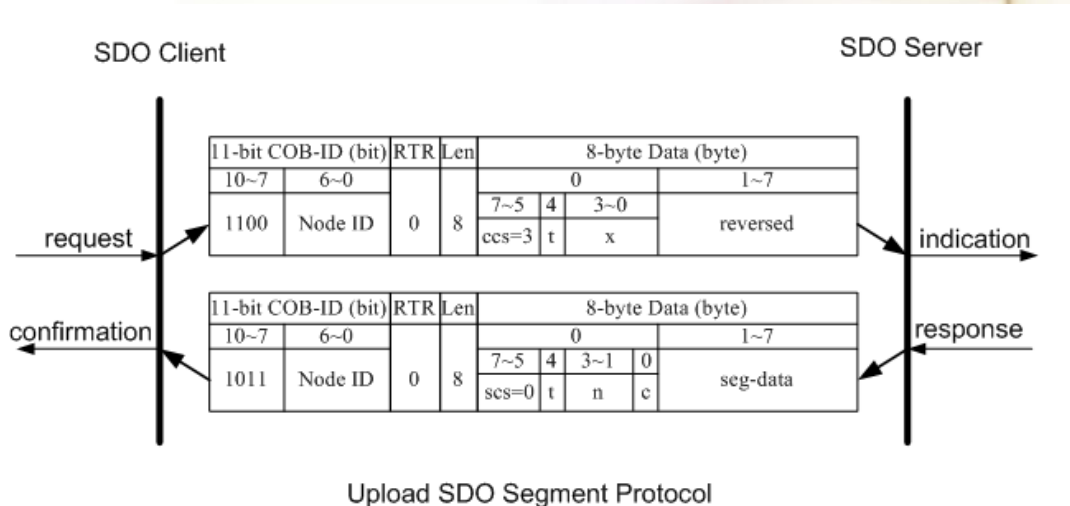 SDO Client
SDO Server
11-bit COB-ID (bit) RTR Len 8-byte Data (byte)
10~7 6~0 0 1~7
7~5 4 3~0
1100 Node ID 0 8 reversed
ccs=3 t x
request
indication
11-bit COB-ID (bit) RTR Len 8-byte Data (byte)
confirmation
response
10~7 6~0 0 1~7
7~5 4 3~1 0
1011 Node ID 0 8 seg-data
scs=0 t n c
Upload SDO Segment Protocol